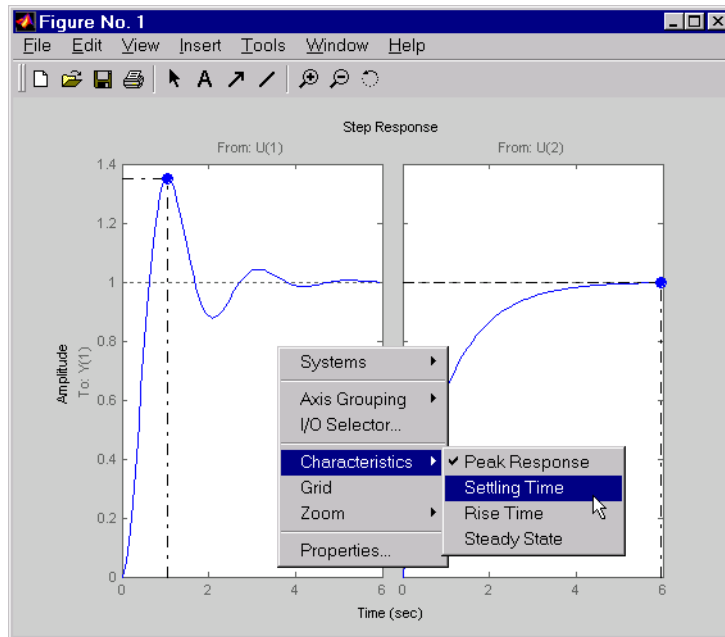 Figure No. 1
File Edit View Insert Tools Window Help
A
Step Response
From: U(1) From: U(2)
1.4
1.2
1
0.8
0.6
0.4
0.2
0
Amplitude
To: Y(1)
0 2 4 6 0 2 4 6
Time (sec)
Systems
Axis Grouping
I/O Selector...
Characteristics
Grid
Zoom
Properties...
Peak Response
Settling Time
Rise Time
Steady State